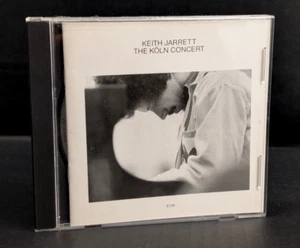 KEITH JARRETT
THE KÖLN CONCERT
ECM